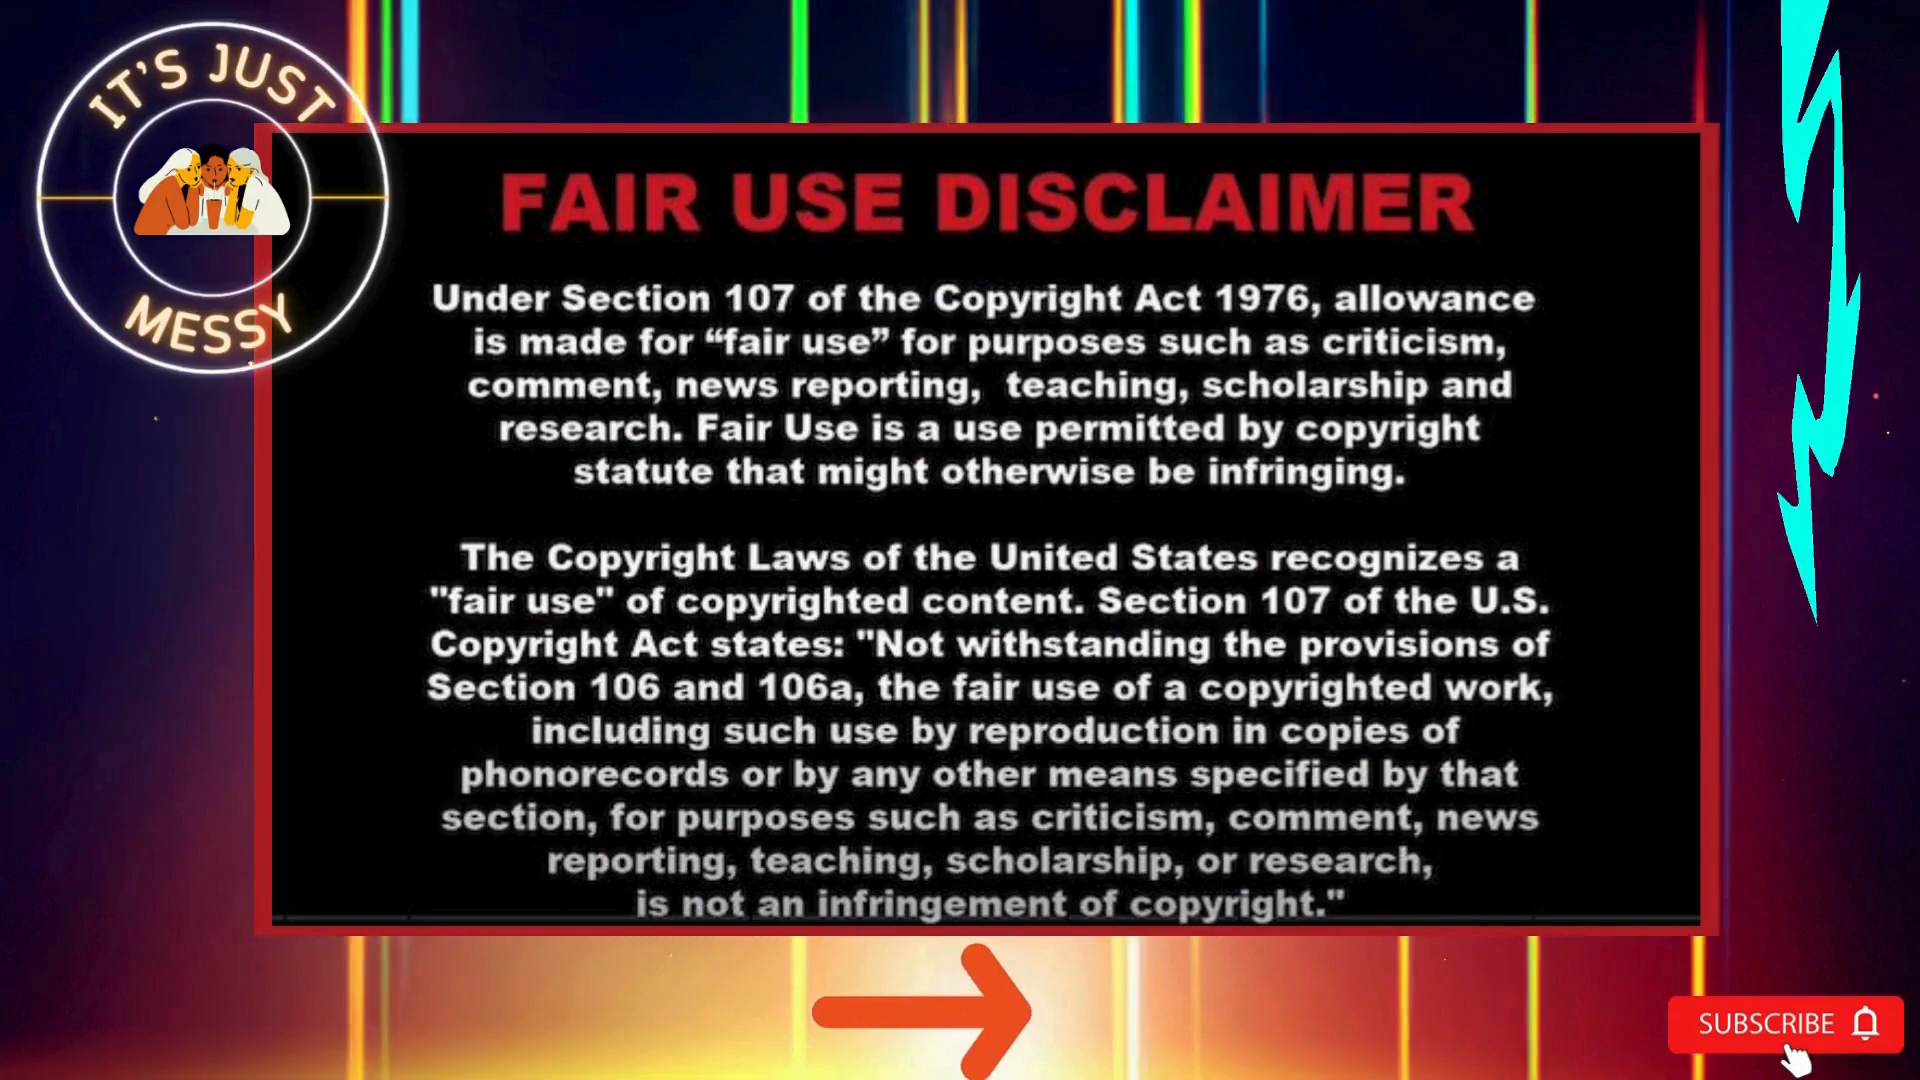 IT'S JUST
MESSY
FAIR USE DISCLAIMER
Under Section 107 of the Copyright Act 1976, allowance
is made for “fair use” for purposes such as criticism,
comment, news reporting,  teaching, scholarship and
research. Fair Use is a use permitted by copyright
statute that might otherwise be infringing.
The Copyright Laws of the United States recognizes a
"fair use" of copyrighted content. Section 107 of the U.S.
Copyright Act states: "Not withstanding the provisions of
Section 106 and 106a, the fair use of a copyrighted work,
including such use by reproduction in copies of
phonorecords or by any other means specified by that
section, for purposes such as criticism, comment, news
reporting, teaching, scholarship, or research,
is not an infringement of copyright."
SUBSCRIBE